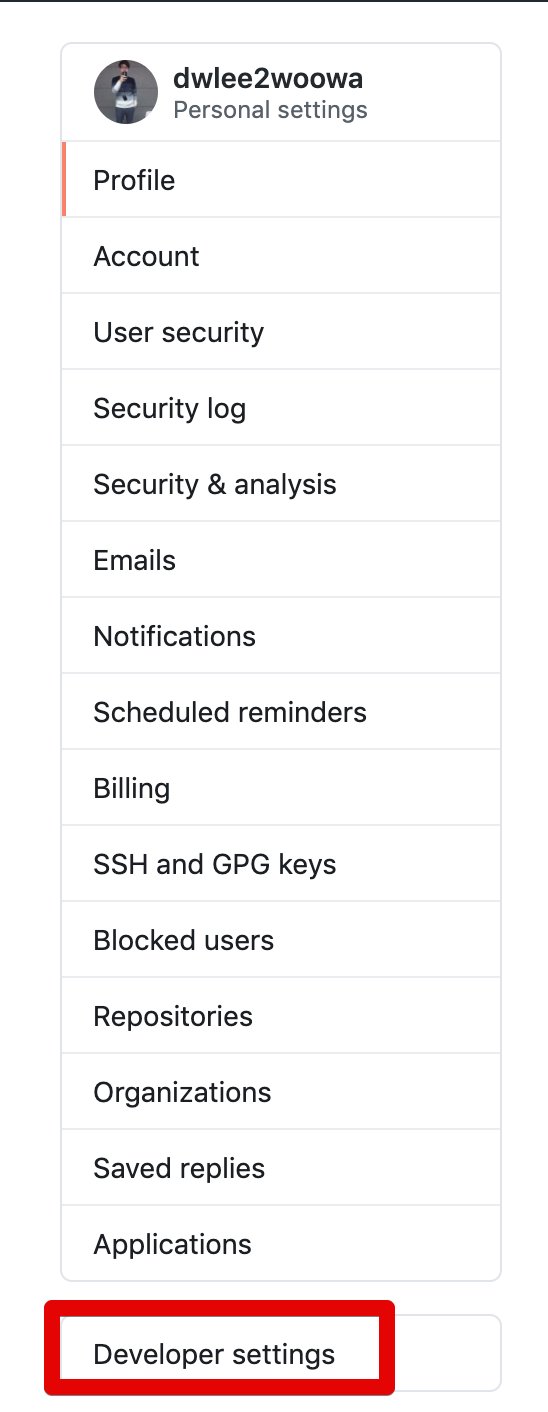 dwlee2woowa
Personal settings
Profile
Account
User security
Security log
Security & analysis
Emails
Notifications
Scheduled reminders
Billing
SSH and GPG keys
Blocked users
Repositories
Organizations
Saved replies
Applications
Developer settings